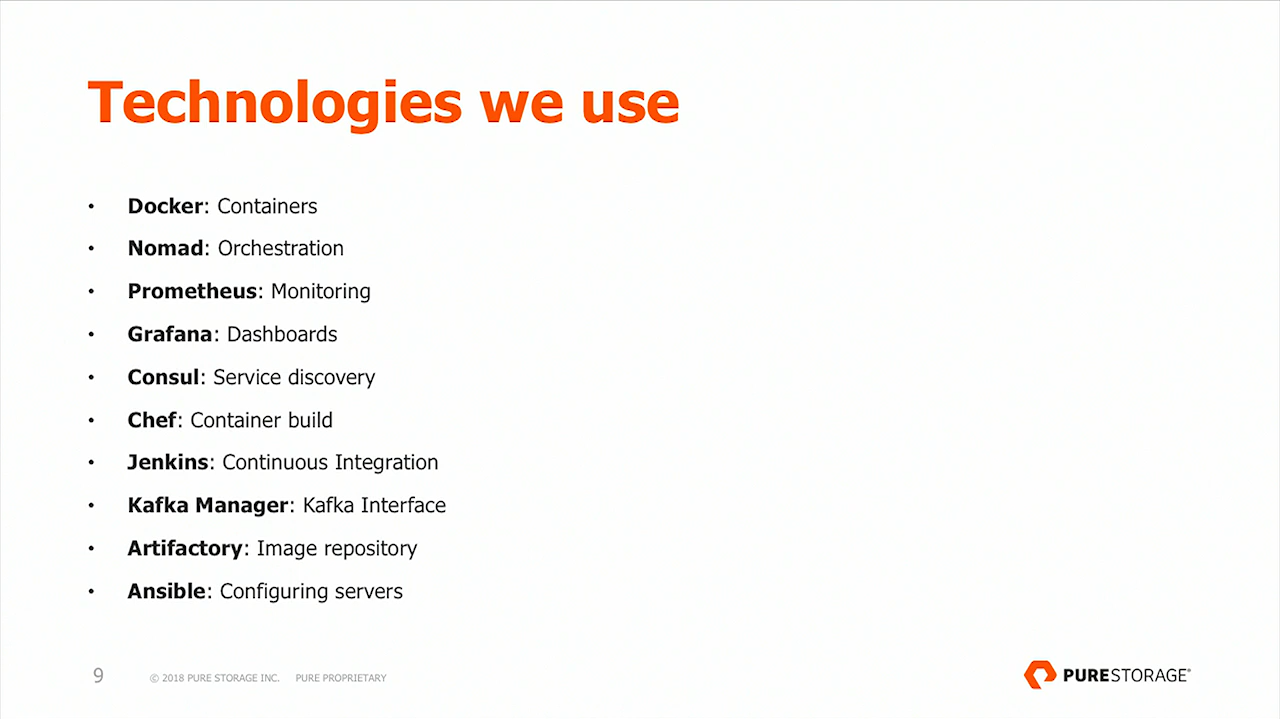 Technologies we use
• Docker: Containers
• Nomad: Orchestration
• Prometheus: Monitoring
• Grafana: Dashboards
• Consul: Service discovery
• Chef: Container build
• Jenkins: Continuous Integration
• Kafka Manager: Kafka Interface
• Artifactory: Image repository
• Ansible: Configuring servers
9 © 2018 PURE STORAGE INC. PURE PROPRIETARY
PURESTORAGE®